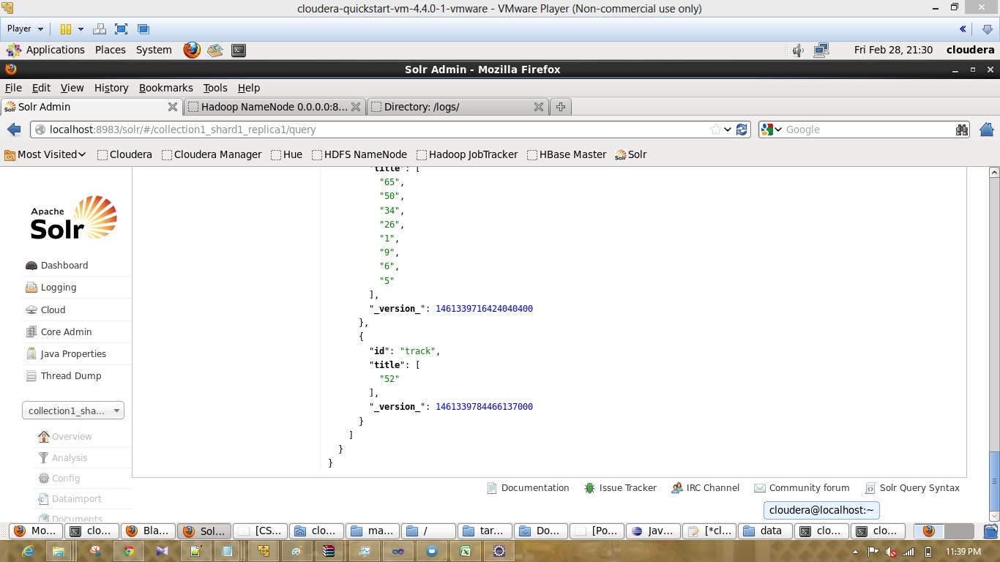 cloudera-quickstart-vm-4.4.0-1-vmware - VMware Player (Non-commercial use only)
Player
Applications Places System Fri Feb 28, 21:30 cloudera
Solr Admin - Mozilla Firefox
File Edit View History Bookmarks Tools Help
Solr Admin Hadoop NameNode 0.0.0.0:8... Directory: /logs/
localhost:8983/solr/#/collection1_shard1_replica1/query Google
Most Visited Cloudera Cloudera Manager Hue HDFS NameNode Hadoop JobTracker HBase Master Solr Solr
"title": [
"65",
"50",
"34",
"26",
"1",
"9",
"6",
"5"
],
"_version_": 1461339716424040400
},
{
"id": "track",
"title": [
"52"
],
"_version_": 1461339784466137000
}
]
}
}
Apache
Solr
Dashboard
Logging
Cloud
Core Admin
Java Properties
Thread Dump
collection1_sha...
Overview
Analysis
Config
Dataimport
Documents
Documentation Issue Tracker IRC Channel Community forum Solr Query Syntax
cloudera@localhost:~
Mo... clo... Bla... Sol... [CS... clo... ma... / tar... Do... [Po... Jav... [*cl... data clo... clo...
11:39 PM